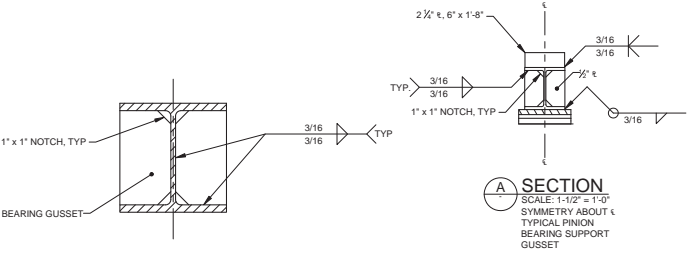 1" x 1" NOTCH, TYP
BEARING GUSSET
3/16
3/16
TYP
2 ¼" ⅊, 6" x 1'-8"
℄
3/16
3/16
TYP.
3/16
3/16
½" ⅊
1" x 1" NOTCH, TYP
3/16
℄
A
-
SECTION
SCALE: 1-1/2" = 1'-0"
SYMMETRY ABOUT ℄
TYPICAL PINION
BEARING SUPPORT
GUSSET